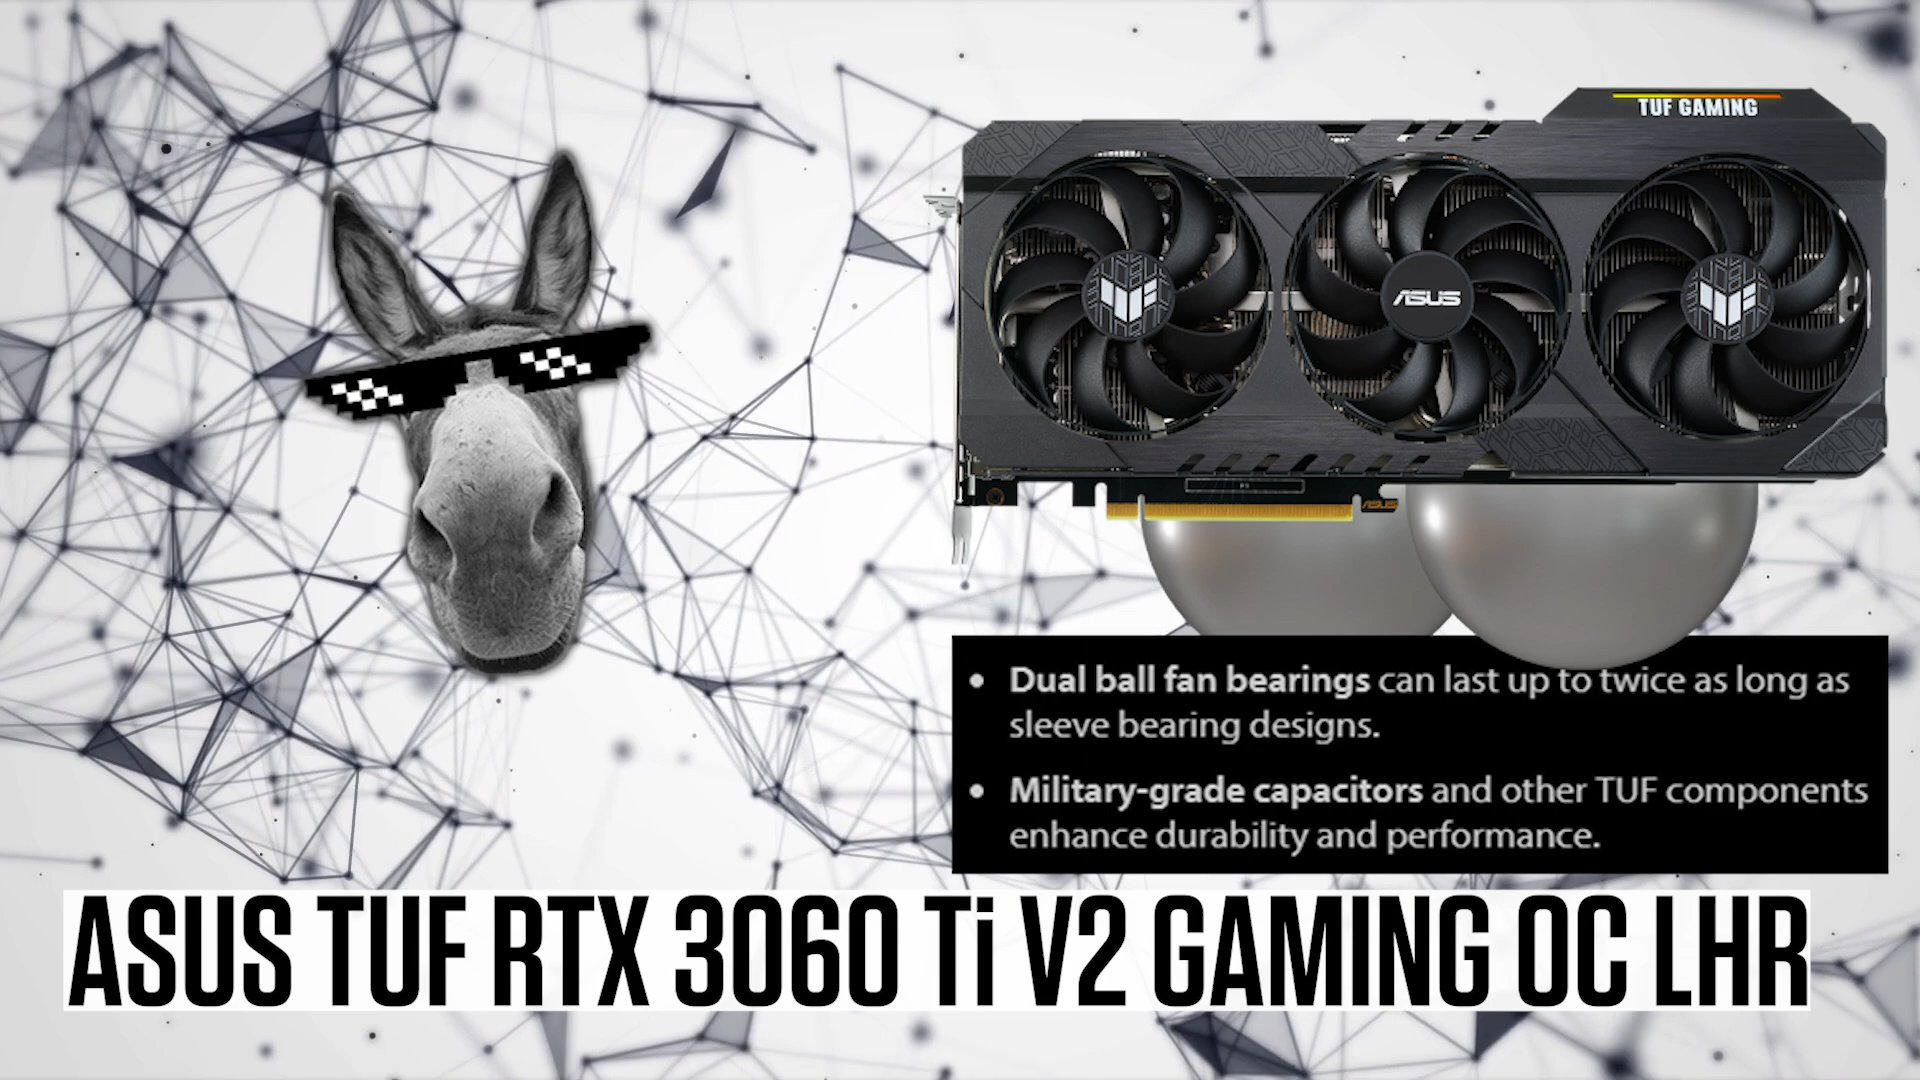 TUF GAMING
ASUS
ASUS
• Dual ball fan bearings can last up to twice as long as
sleeve bearing designs.
• Military-grade capacitors and other TUF components
enhance durability and performance.
ASUS TUF RTX 3060 Ti V2 GAMING OC LHR